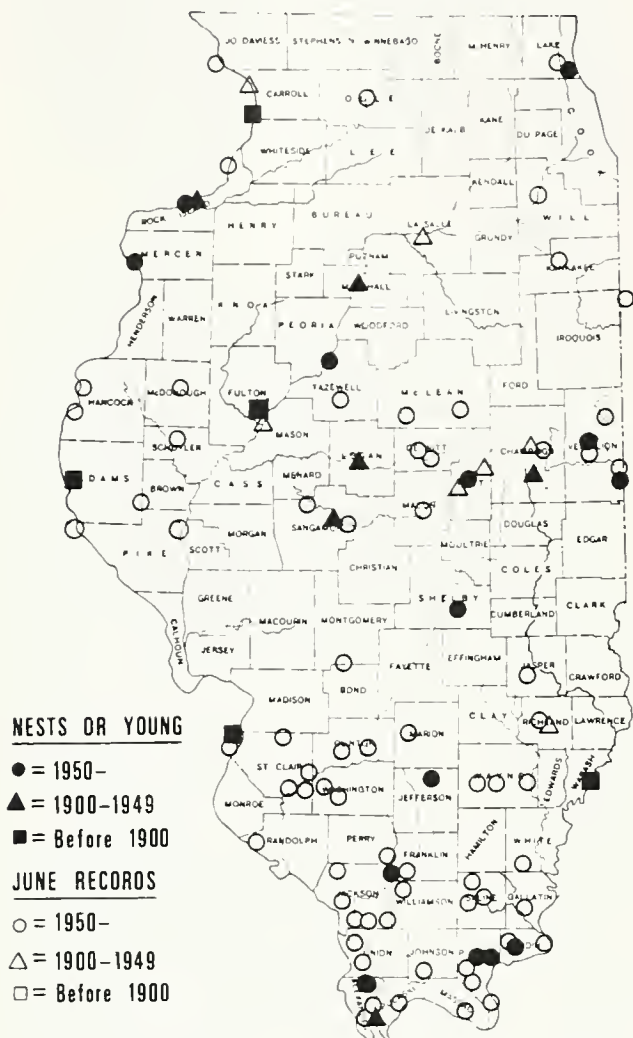 JO DAVIESS
STEPHENSON
WINNEBAGO
BOONE
McHENRY
LAKE
CARROLL
OGLE
DE KALB
KANE
COOK
DU PAGE
WHITESIDE
LEE
KENDALL
WILL
ROCK ISLAND
HENRY
BUREAU
LA SALLE
GRUNDY
MERCER
PUTNAM
KANKAKEE
STARK
MARSHALL
HENDERSON
WARREN
KNOX
PEORIA
WOODFORD
LIVINGSTON
IROQUOIS
HANCOCK
McDONOUGH
FULTON
TAZEWELL
McLEAN
FORD
MASON
SCHUYLER
LOGAN
DE WITT
CHAMPAIGN
VERMILION
ADAMS
BROWN
CASS
MENARD
MACON
PIKE
SCOTT
MORGAN
SANGAMON
DOUGLAS
EDGAR
MOULTRIE
CHRISTIAN
COLES
GREENE
SHELBY
CUMBERLAND
CLARK
CALHOUN
MACOUPIN
MONTGOMERY
JERSEY
FAYETTE
EFFINGHAM
JASPER
CRAWFORD
MADISON
BOND
CLAY
RICHLAND
LAWRENCE
NESTS OR YOUNG
● = 1950-
▲ = 1900-1949
■ = Before 1900
JUNE RECORDS
○ = 1950-
△ = 1900-1949
□ = Before 1900
CLINTON
MARION
ST CLAIR
WASHINGTON
JEFFERSON
WAYNE
EDWARDS
WABASH
MONROE
RANDOLPH
PERRY
FRANKLIN
HAMILTON
WHITE
JACKSON
WILLIAMSON
SALINE
GALLATIN
UNION
JOHNSON